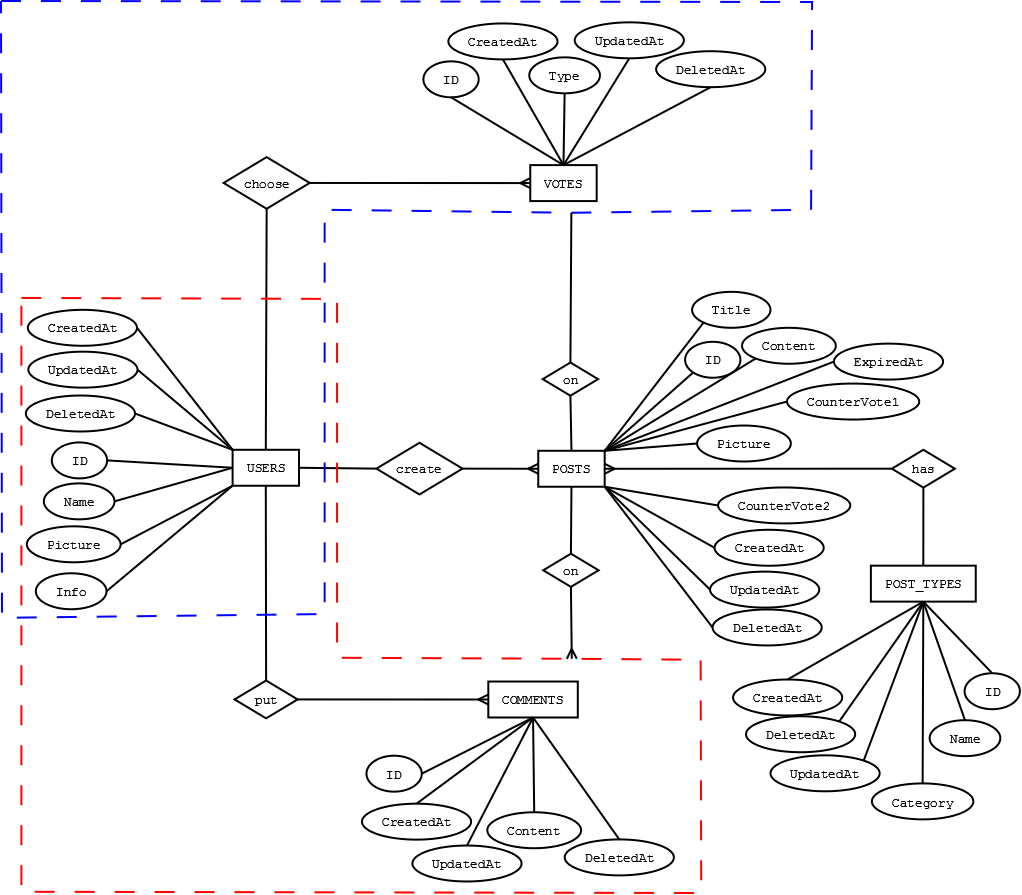 CreatedAt
UpdatedAt
ID
Type
DeletedAt
choose
VOTES
CreatedAt
UpdatedAt
DeletedAt
ID
Name
Picture
Info
USERS
create
on
POSTS
on
Title
ID
Content
ExpiredAt
CounterVote1
Picture
has
CounterVote2
CreatedAt
UpdatedAt
DeletedAt
POST_TYPES
CreatedAt
DeletedAt
UpdatedAt
Category
Name
ID
put
COMMENTS
ID
CreatedAt
UpdatedAt
Content
DeletedAt